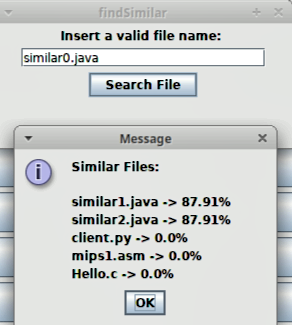 findSimilar
Insert a valid file name:
similar0.java
Search File
Message
Similar Files:
similar1.java -> 87.91%
similar2.java -> 87.91%
client.py -> 0.0%
mips1.asm -> 0.0%
Hello.c -> 0.0%
OK